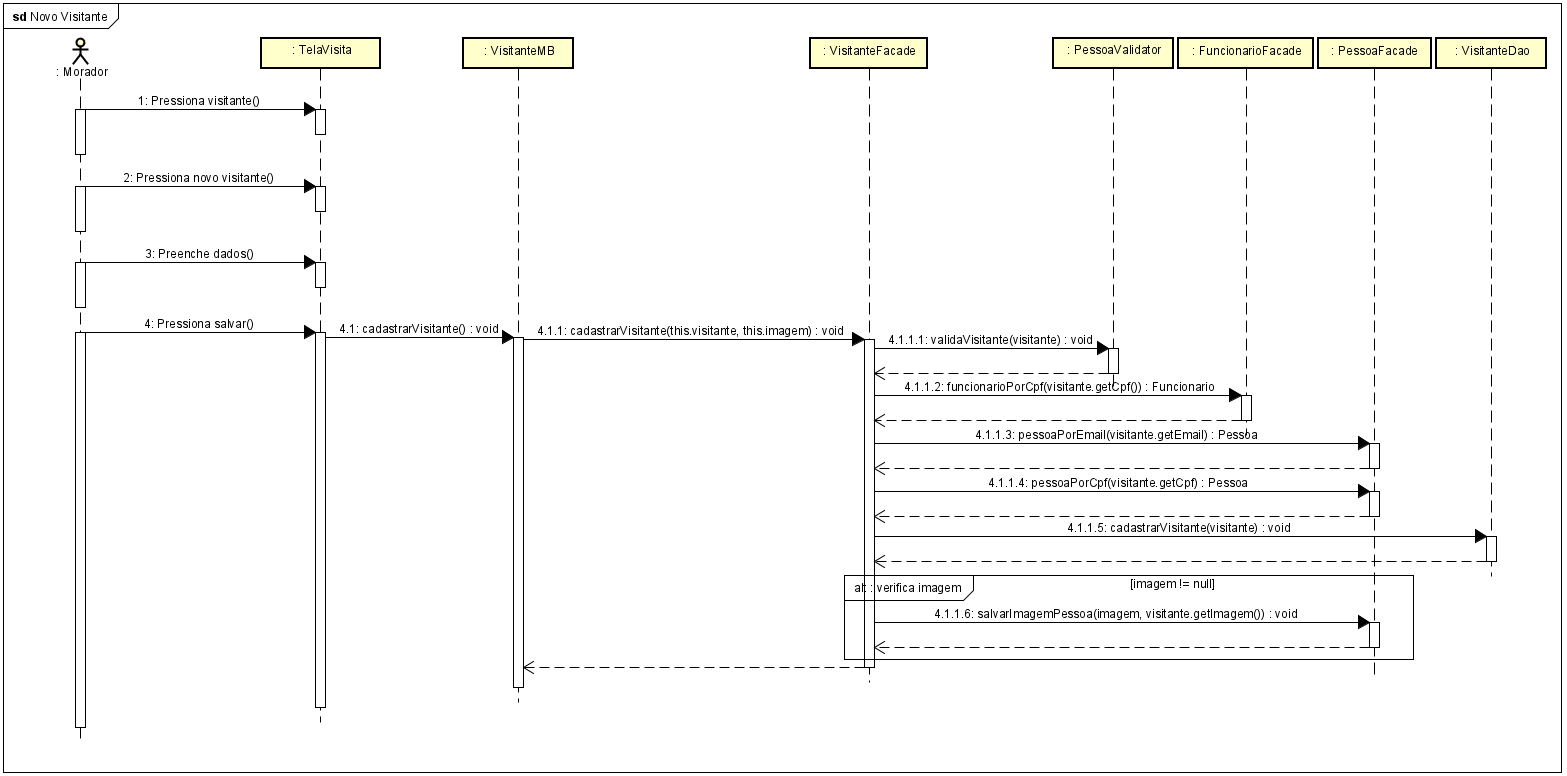 sd Novo Visitante
: Morador
: TelaVisita
: VisitanteMB
: VisitanteFacade
: PessoaValidator
: FuncionarioFacade
: PessoaFacade
: VisitanteDao
1: Pressiona visitante()
2: Pressiona novo visitante()
3: Preenche dados()
4: Pressiona salvar()
4.1: cadastrarVisitante() : void
4.1.1: cadastrarVisitante(this.visitante, this.imagem) : void
4.1.1.1: validaVisitante(visitante) : void
4.1.1.2: funcionarioPorCpf(visitante.getCpf()) : Funcionario
4.1.1.3: pessoaPorEmail(visitante.getEmail) : Pessoa
4.1.1.4: pessoaPorCpf(visitante.getCpf) : Pessoa
4.1.1.5: cadastrarVisitante(visitante) : void
alt : verifica imagem
[imagem != null]
4.1.1.6: salvarImagemPessoa(imagem, visitante.getImagem()) : void